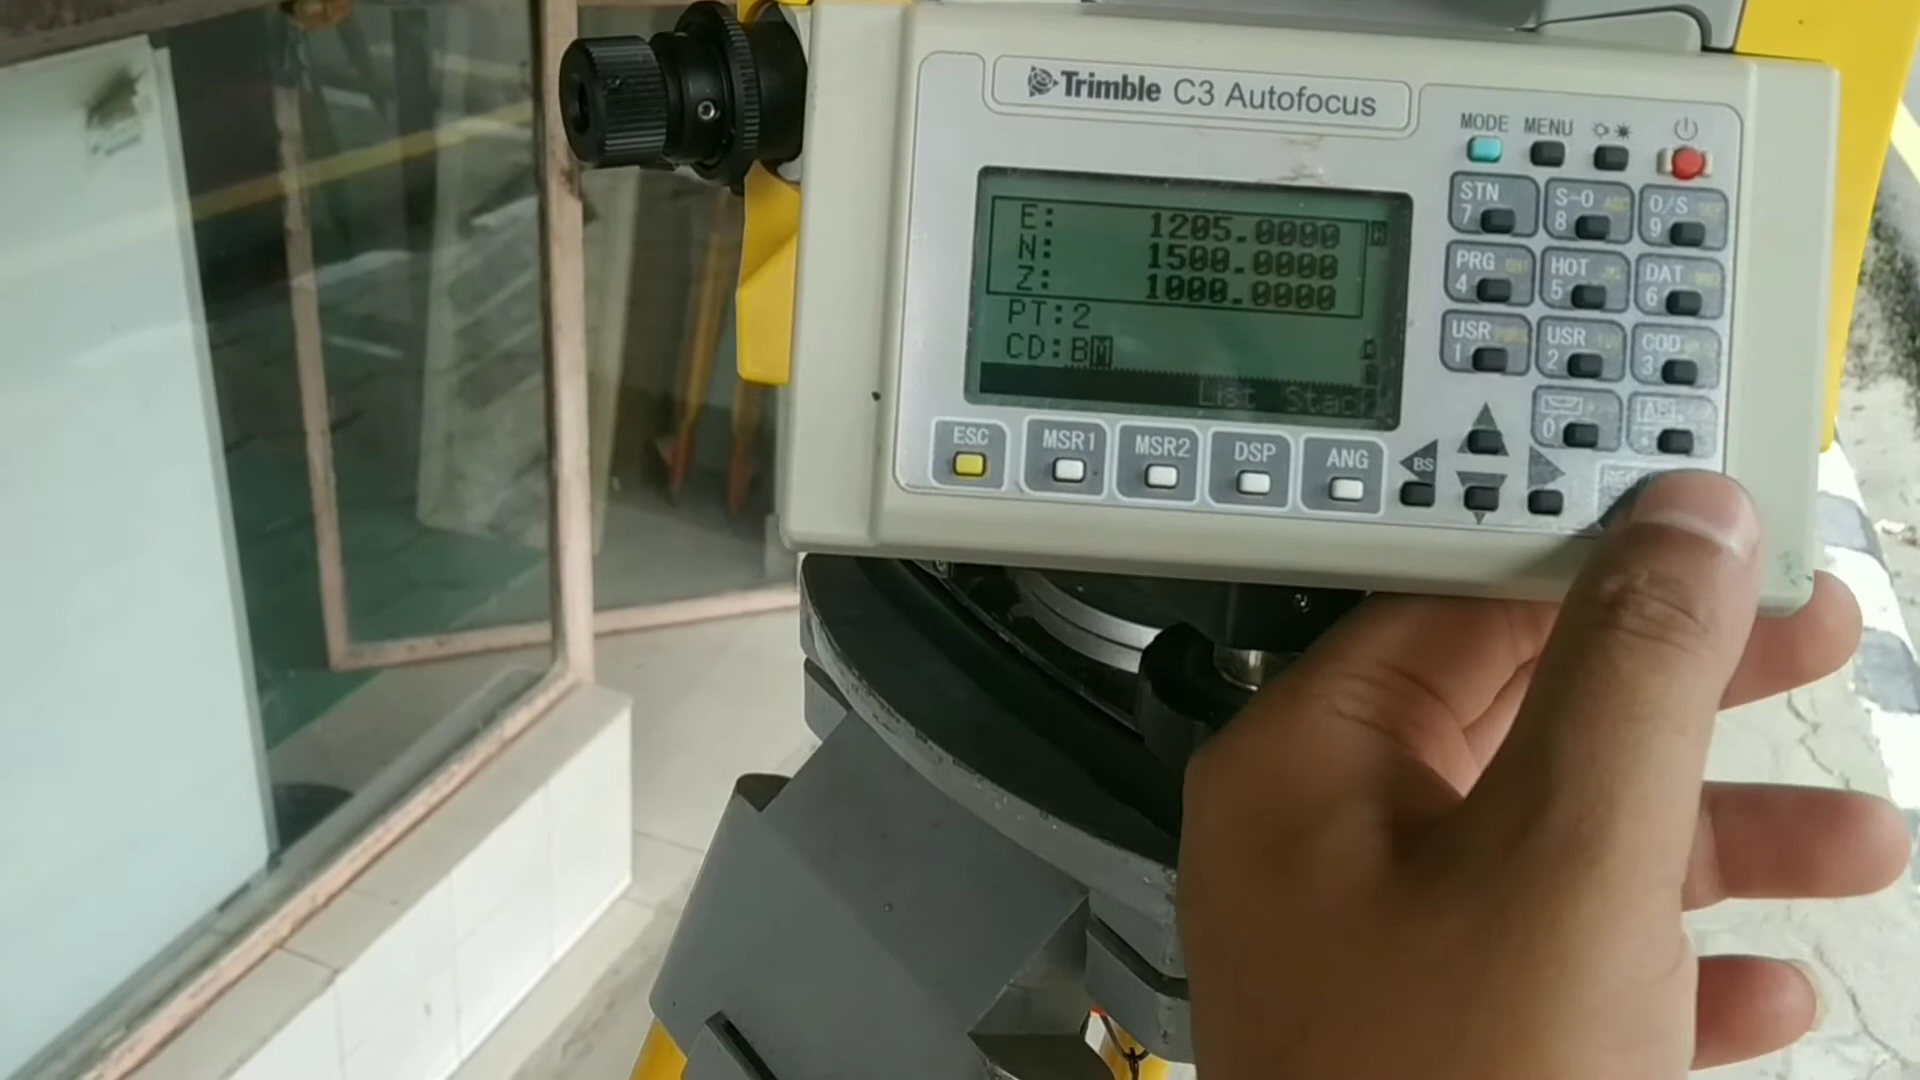 Trimble C3 Autofocus
MODE MENU
E: 1205.0000
N: 1500.0000
Z: 1000.0000
PT:2
CD:BM
List Stack
STN 7
S-O 8
O/S 9
PRG 4
HOT 5
DAT 6
USR 1
USR 2
COD 3
0
ESC MSR1 MSR2 DSP ANG BS